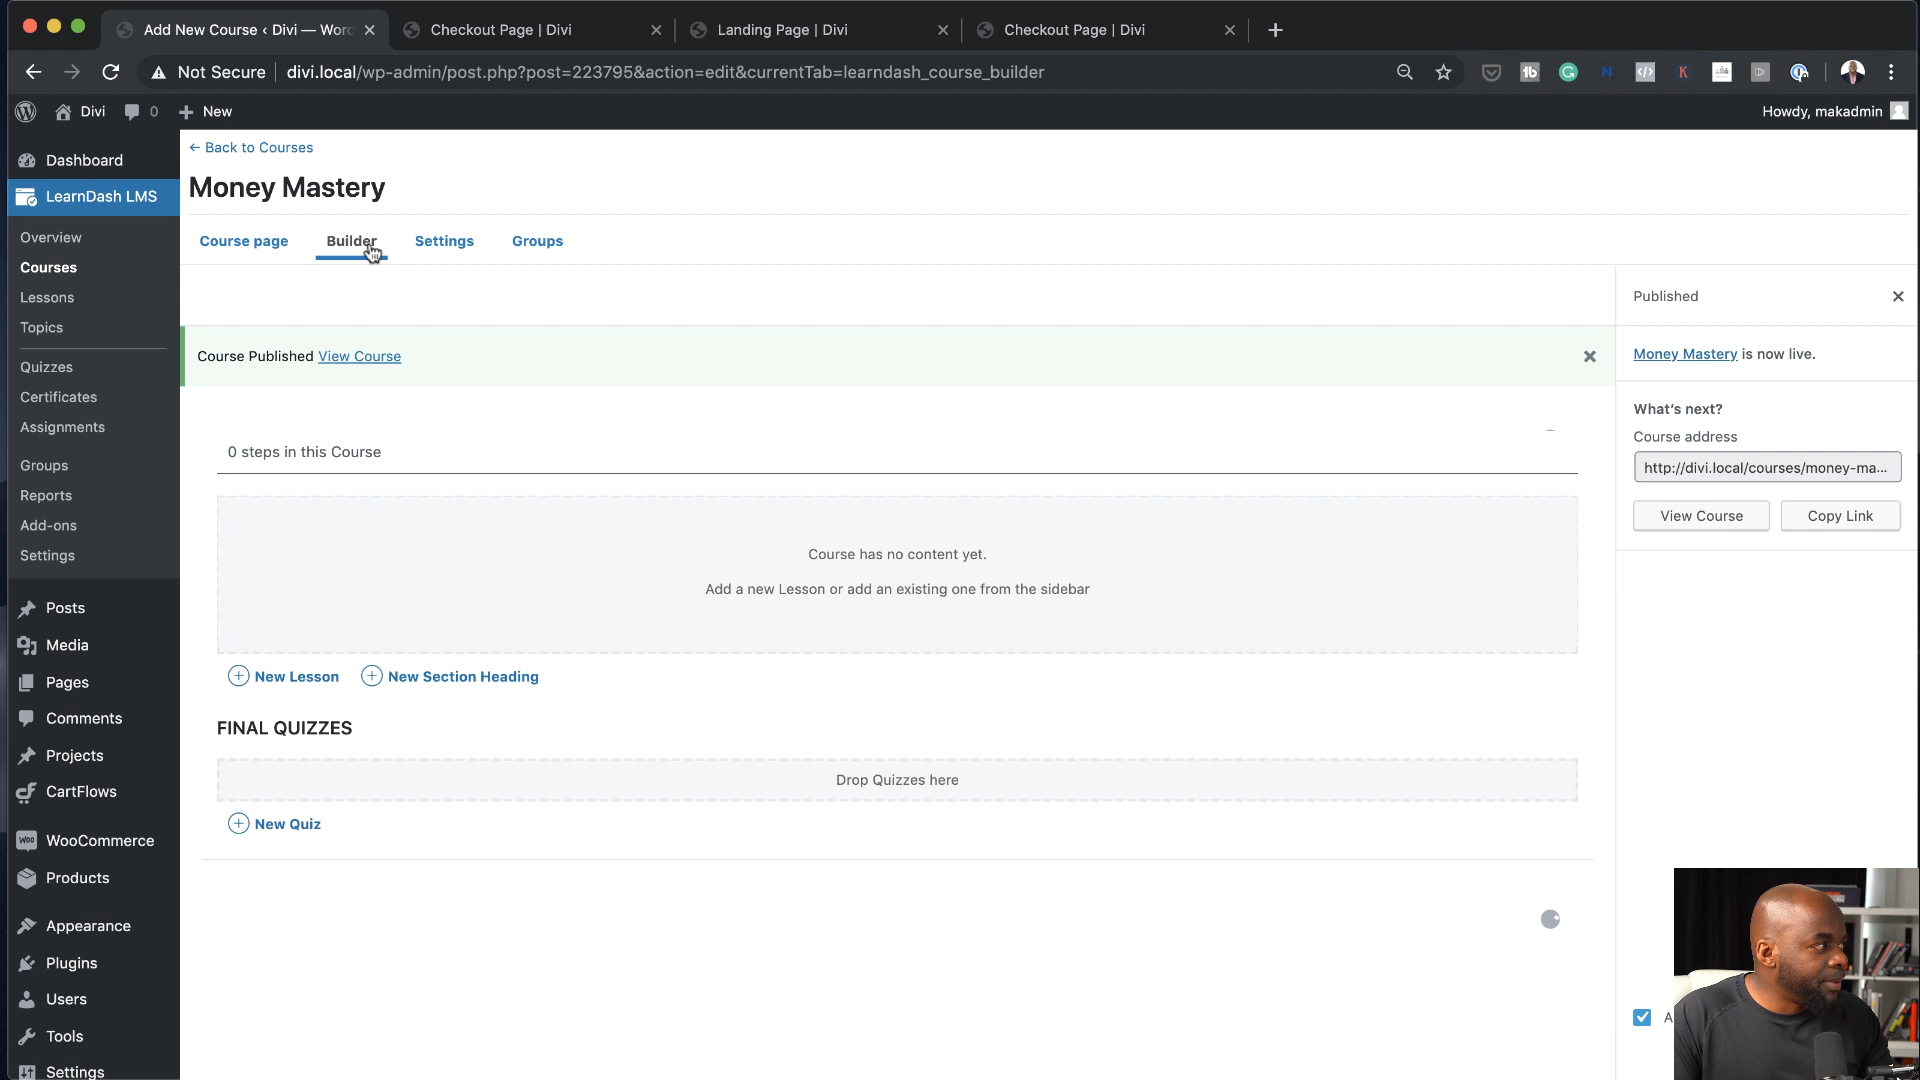 Add New Course ‹ Divi — Word
Checkout Page | Divi
Landing Page | Divi
Checkout Page | Divi
Not Secure
divi.local/wp-admin/post.php?post=223795&action=edit&currentTab=learndash_course_builder
Divi
0
New
Howdy, makadmin
Dashboard
LearnDash LMS
Overview
Courses
Lessons
Topics
Quizzes
Certificates
Assignments
Groups
Reports
Add-ons
Settings
Posts
Media
Pages
Comments
Projects
CartFlows
WooCommerce
Products
Appearance
Plugins
Users
Tools
Settings
← Back to Courses
Money Mastery
Course page
Builder
Settings
Groups
Course Published View Course
0 steps in this Course
Course has no content yet.
Add a new Lesson or add an existing one from the sidebar
New Lesson
New Section Heading
FINAL QUIZZES
Drop Quizzes here
New Quiz
Published
Money Mastery is now live.
What's next?
Course address
http://divi.local/courses/money-ma...
View Course
Copy Link
A